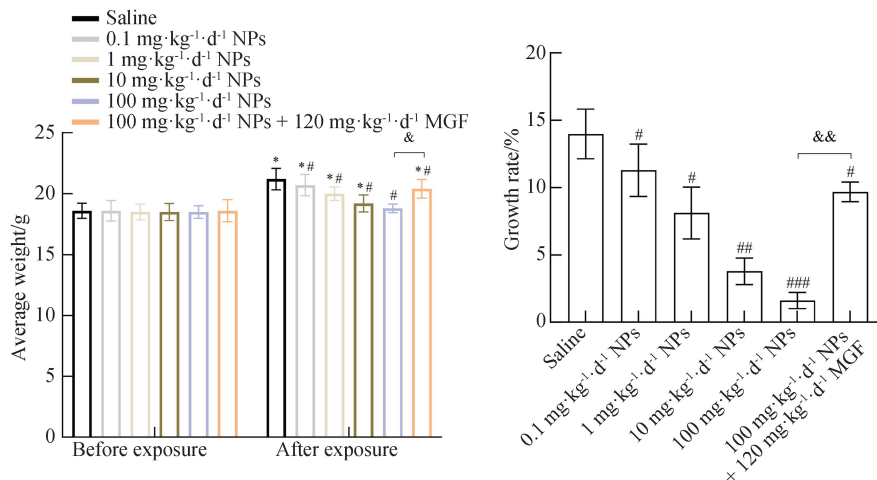 Saline
0.1 mg·kg⁻¹·d⁻¹ NPs
1 mg·kg⁻¹·d⁻¹ NPs
10 mg·kg⁻¹·d⁻¹ NPs
100 mg·kg⁻¹·d⁻¹ NPs
100 mg·kg⁻¹·d⁻¹ NPs + 120 mg·kg⁻¹·d⁻¹ MGF
Average weight/g
25
20
15
10
5
0
*
*#
*#
*#
#
&
*#
Before exposure
After exposure
Growth rate/%
20
15
10
5
0
#
#
##
###
&&
#
Saline
0.1 mg·kg⁻¹·d⁻¹ NPs
1 mg·kg⁻¹·d⁻¹ NPs
10 mg·kg⁻¹·d⁻¹ NPs
100 mg·kg⁻¹·d⁻¹ NPs
100 mg·kg⁻¹·d⁻¹ NPs
+ 120 mg·kg⁻¹·d⁻¹ MGF